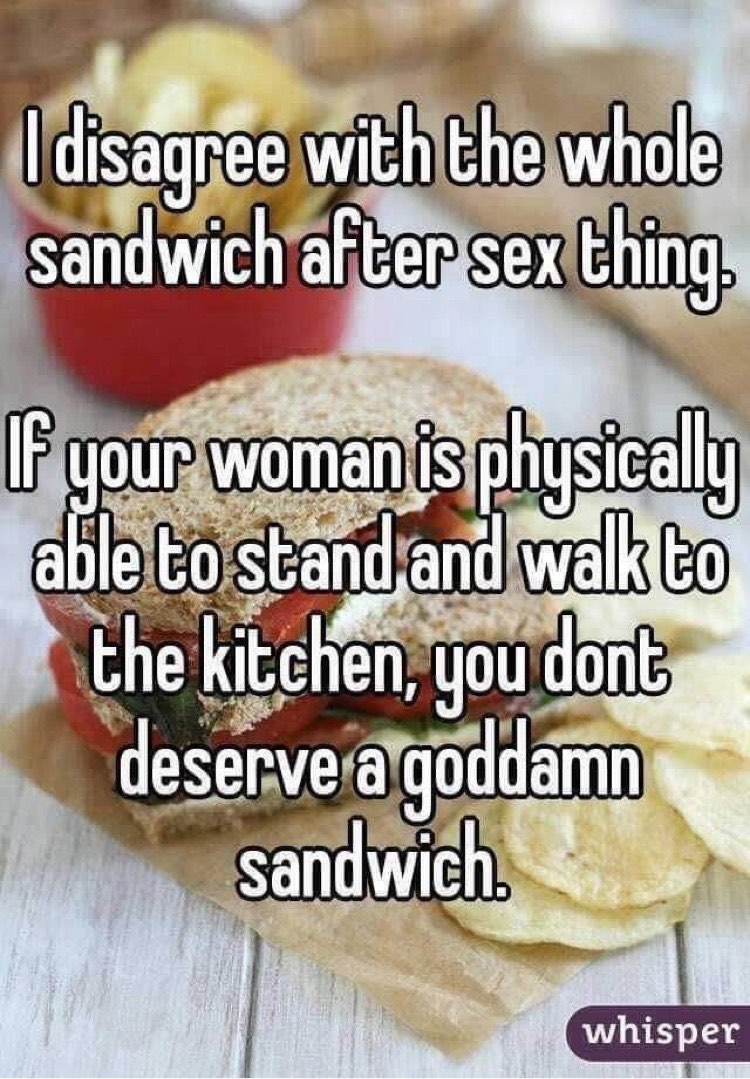 I disagree with the whole
sandwich after sex thing.
If your woman is physically
able to stand and walk to
the kitchen, you dont
deserve a goddamn
sandwich.
whisper